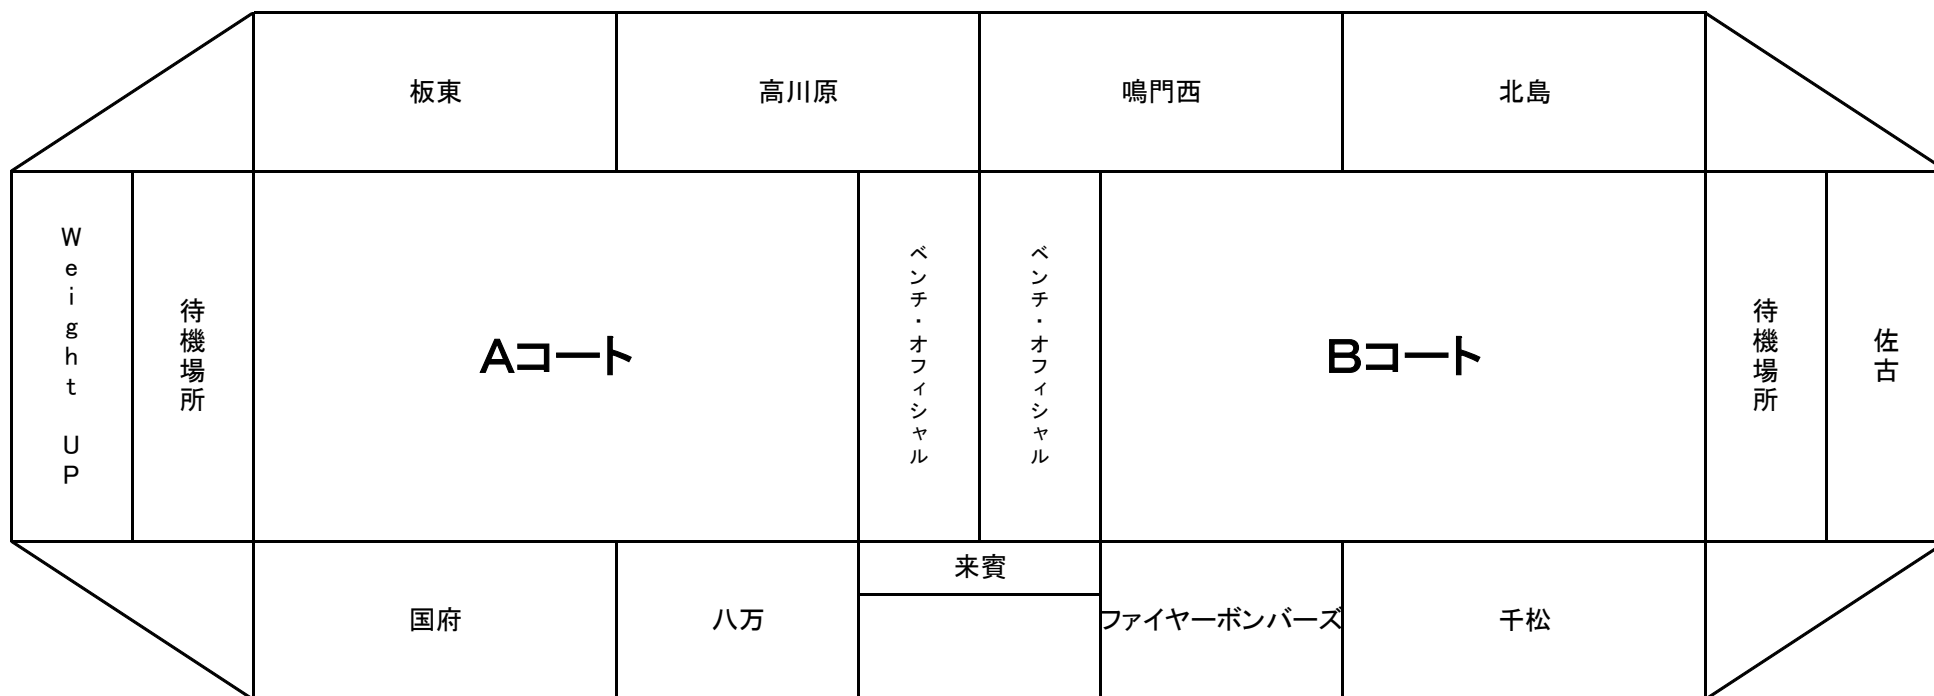 板東
高川原
鳴門西
北島
Weight UP
待機場所
Aコート
ベンチ・オフィシャル
ベンチ・オフィシャル
Bコート
待機場所
佐古
来賓
国府
八万
ファイヤーボンバーズ
千松